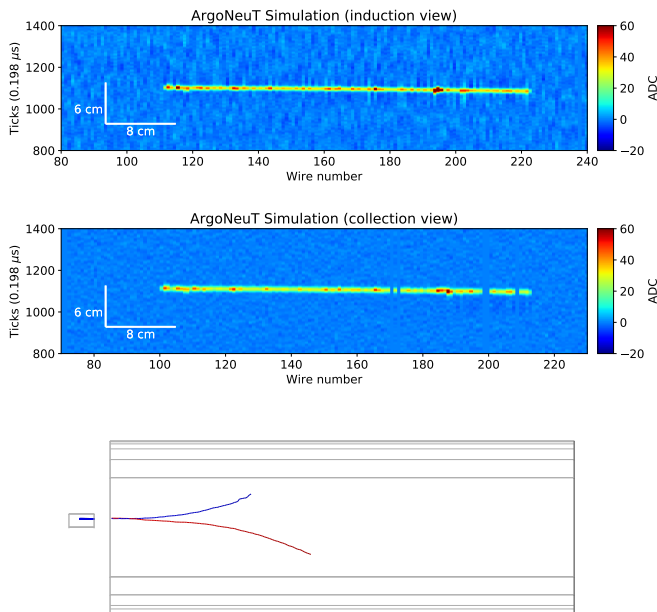 ArgoNeuT Simulation (induction view)
1400
1200
1000
800
Ticks (0.198 μs)
6 cm
8 cm
80 100 120 140 160 180 200 220 240
Wire number
60
40
20
0
−20
ADC
ArgoNeuT Simulation (collection view)
1400
1200
1000
800
Ticks (0.198 μs)
6 cm
8 cm
80 100 120 140 160 180 200 220
Wire number
60
40
20
0
−20
ADC